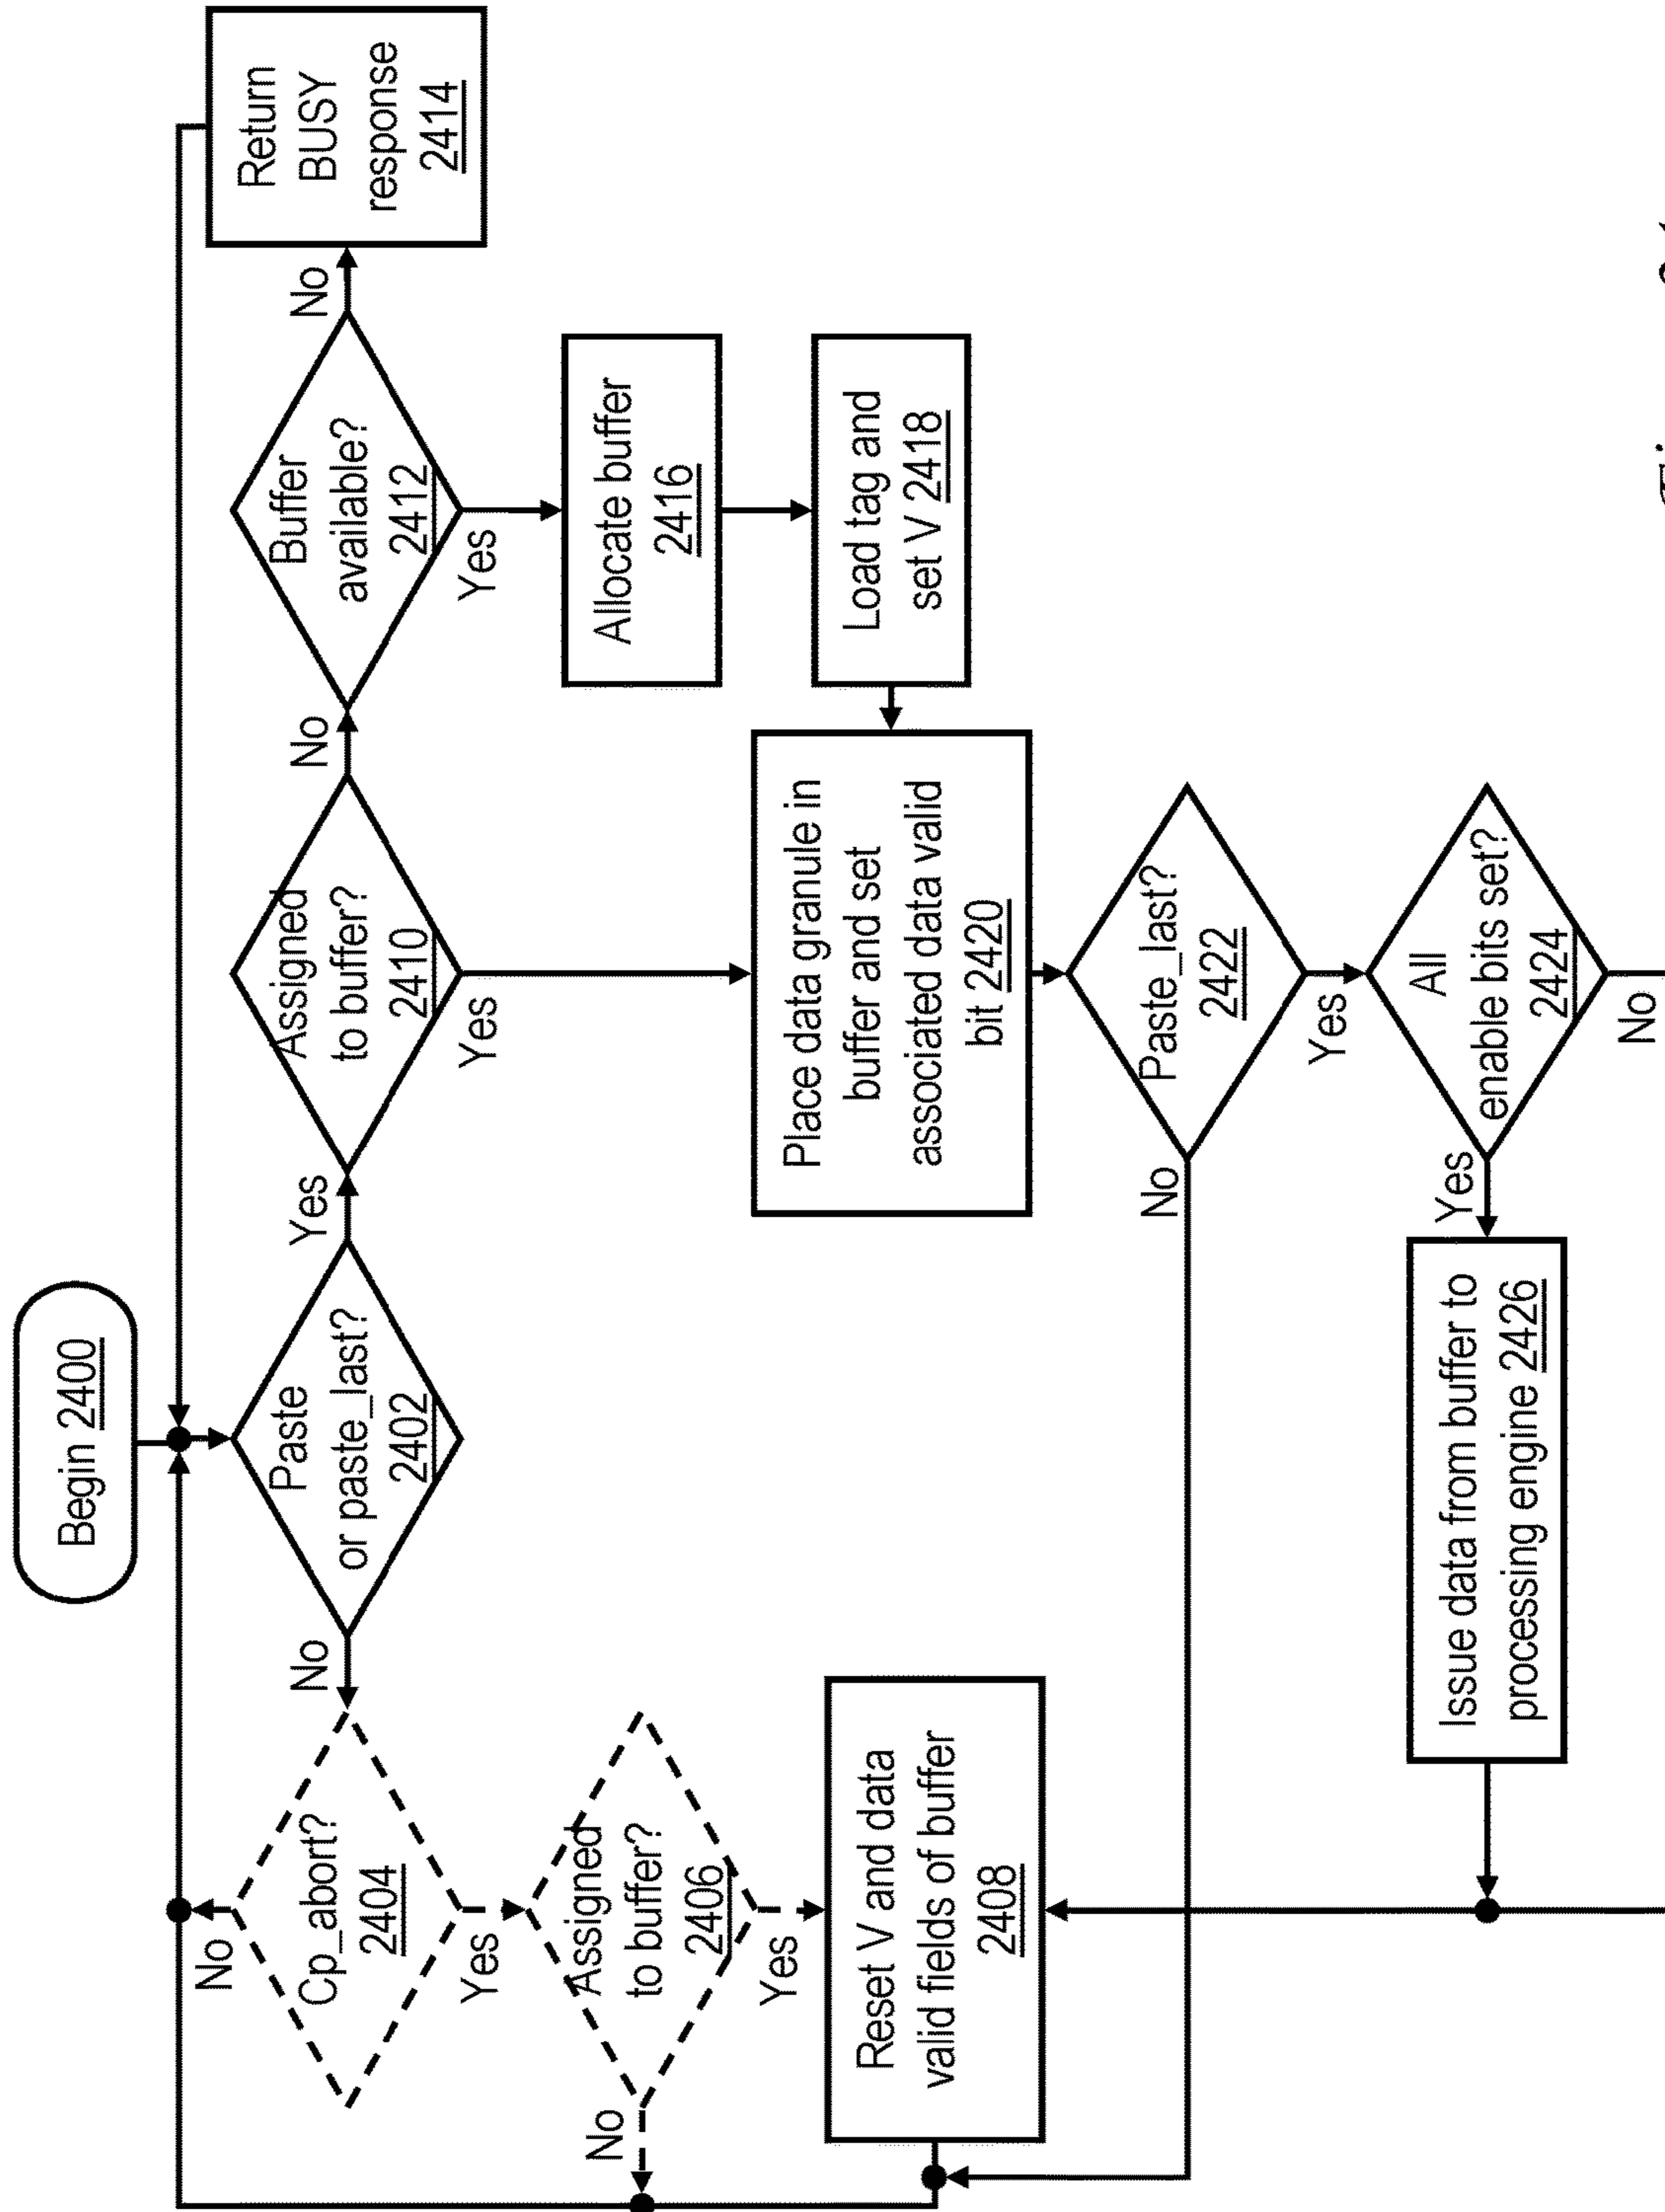 Begin 2400
Paste
or paste_last?
2402
No
Yes
Cp_abort?
2404
No
Yes
Assigned
to buffer?
2406
No
Yes
Reset V and data
valid fields of buffer
2408
Assigned
to buffer?
2410
No
Yes
Buffer
available?
2412
No
Yes
Return
BUSY
response
2414
Allocate buffer
2416
Load tag and
set V 2418
Place data granule in
buffer and set
associated data valid
bit 2420
Paste_last?
2422
No
Yes
All
enable bits set?
2424
Yes
No
Issue data from buffer to
processing engine 2426